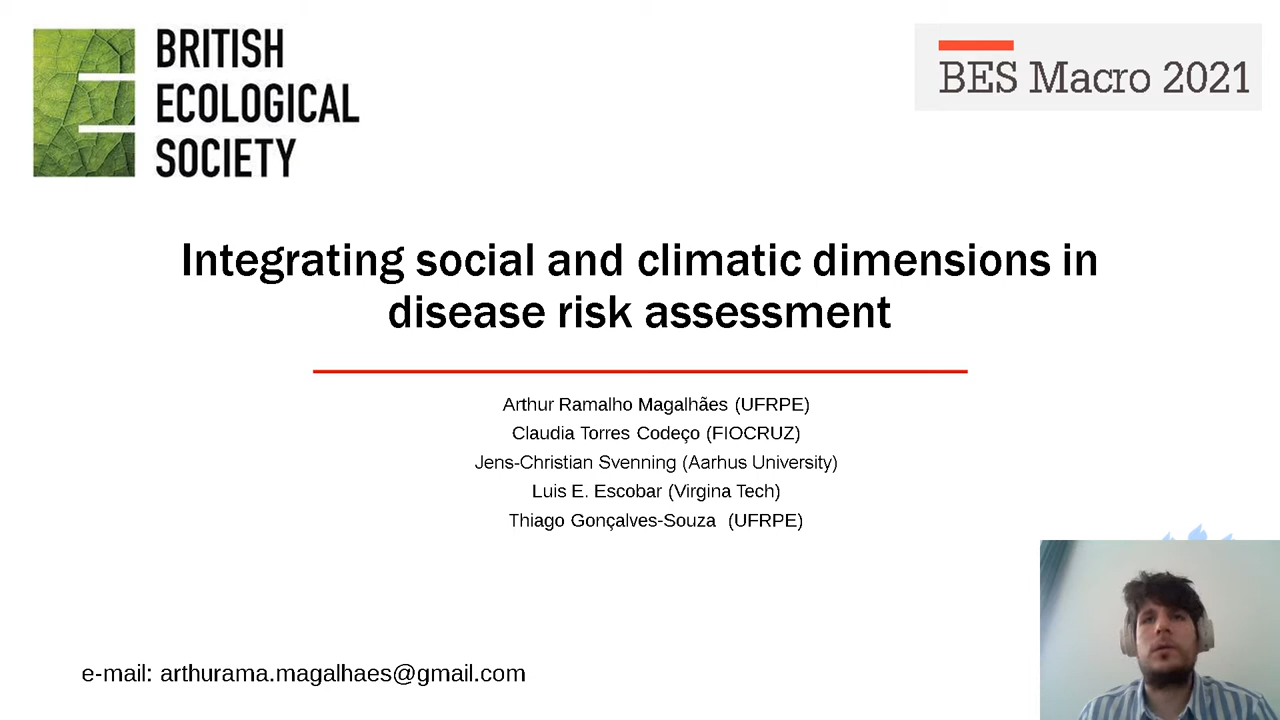 BRITISH
ECOLOGICAL
SOCIETY
BES Macro 2021
Integrating social and climatic dimensions in
disease risk assessment
Arthur Ramalho Magalhães (UFRPE)
Claudia Torres Codeço (FIOCRUZ)
Jens-Christian Svenning (Aarhus University)
Luis E. Escobar (Virgina Tech)
Thiago Gonçalves-Souza (UFRPE)
e-mail: arthurama.magalhaes@gmail.com